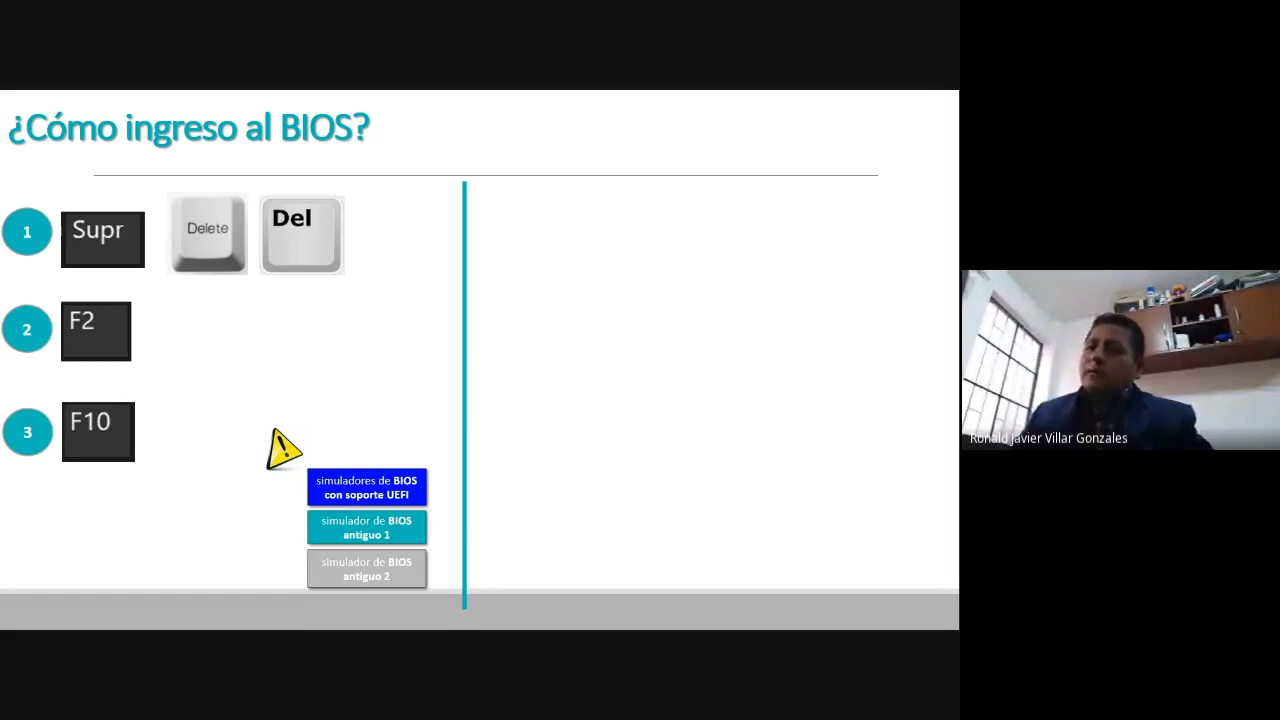 ¿Cómo ingreso al BIOS?
1
Supr
Delete
Del
2
F2
3
F10
simuladores de BIOS
con soporte UEFI
simulador de BIOS
antiguo 1
simulador de BIOS
antiguo 2
Ronald Javier Villar Gonzales